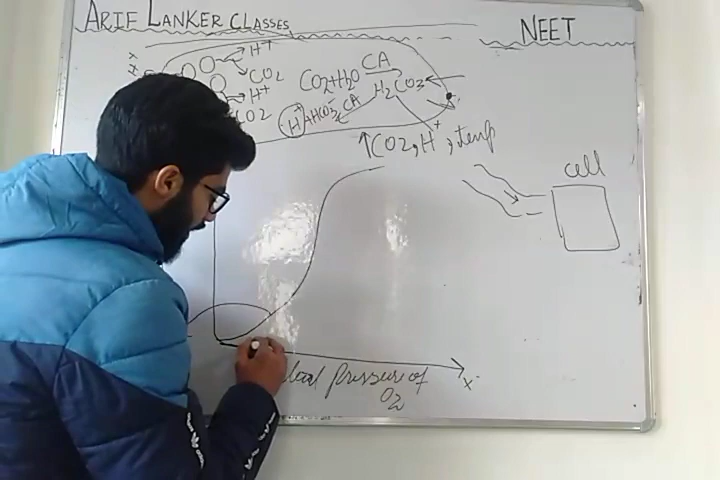 ARIF LANKER CLASSES
NEET
H+
CO2
H+
CO2
CO2+H2O CA H2CO3
H+ +HCO3- CA
H+
↑CO2, H+, temp
cell
pressure of
O2
x